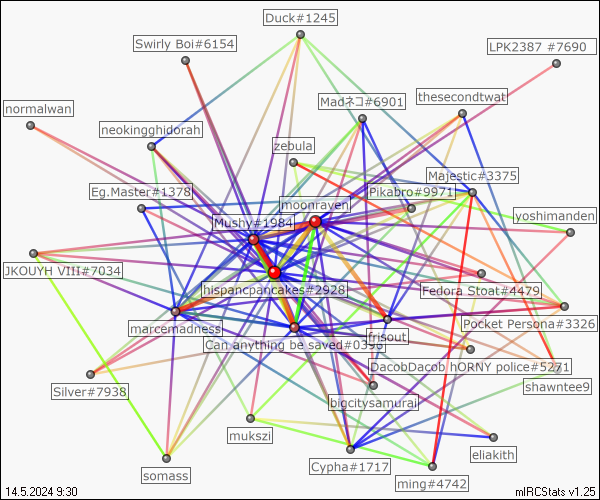 Duck#1245
Swirly Boi#6154
LPK2387 #7690
Madネコ#6901
thesecondtwat
normalwan
neokingghidorah
zebula
Majestic#3375
Eg.Master#1378
Pikabro#9971
moonraven
yoshimanden
Mushy#1984
JKOUYH VIII#7034
hispancpancakes#2928
Fedora Stoat#4479
marcemadness
Pocket Persona#3326
frisout
Can anything be saved#0398
DacobDacob hORNY police#5271
Silver#7938
shawntee9
bigcitysamurai
mukszi
eliakith
somass
Cypha#1717
ming#4742
14.5.2024 9:30
mIRCStats v1.25